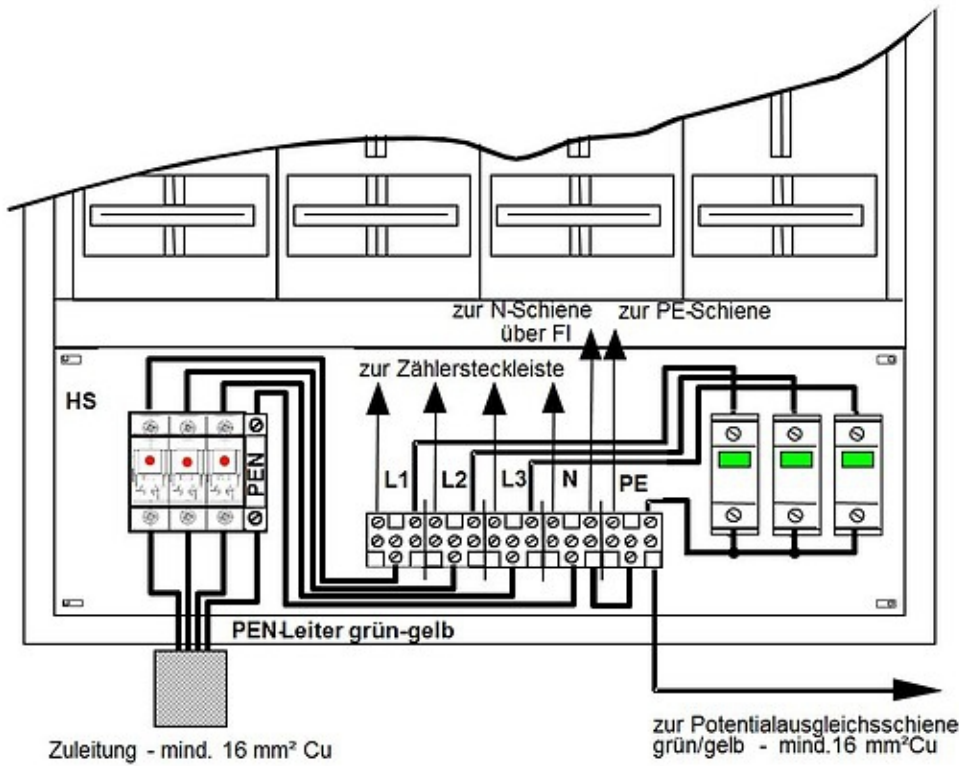 zur N-Schiene
über FI
zur PE-Schiene
zur Zählersteckleiste
HS
PEN
L1
L2
L3
N
PE
PEN-Leiter grün-gelb
Zuleitung - mind. 16 mm² Cu
zur Potentialausgleichsschiene
grün/gelb - mind.16 mm²Cu